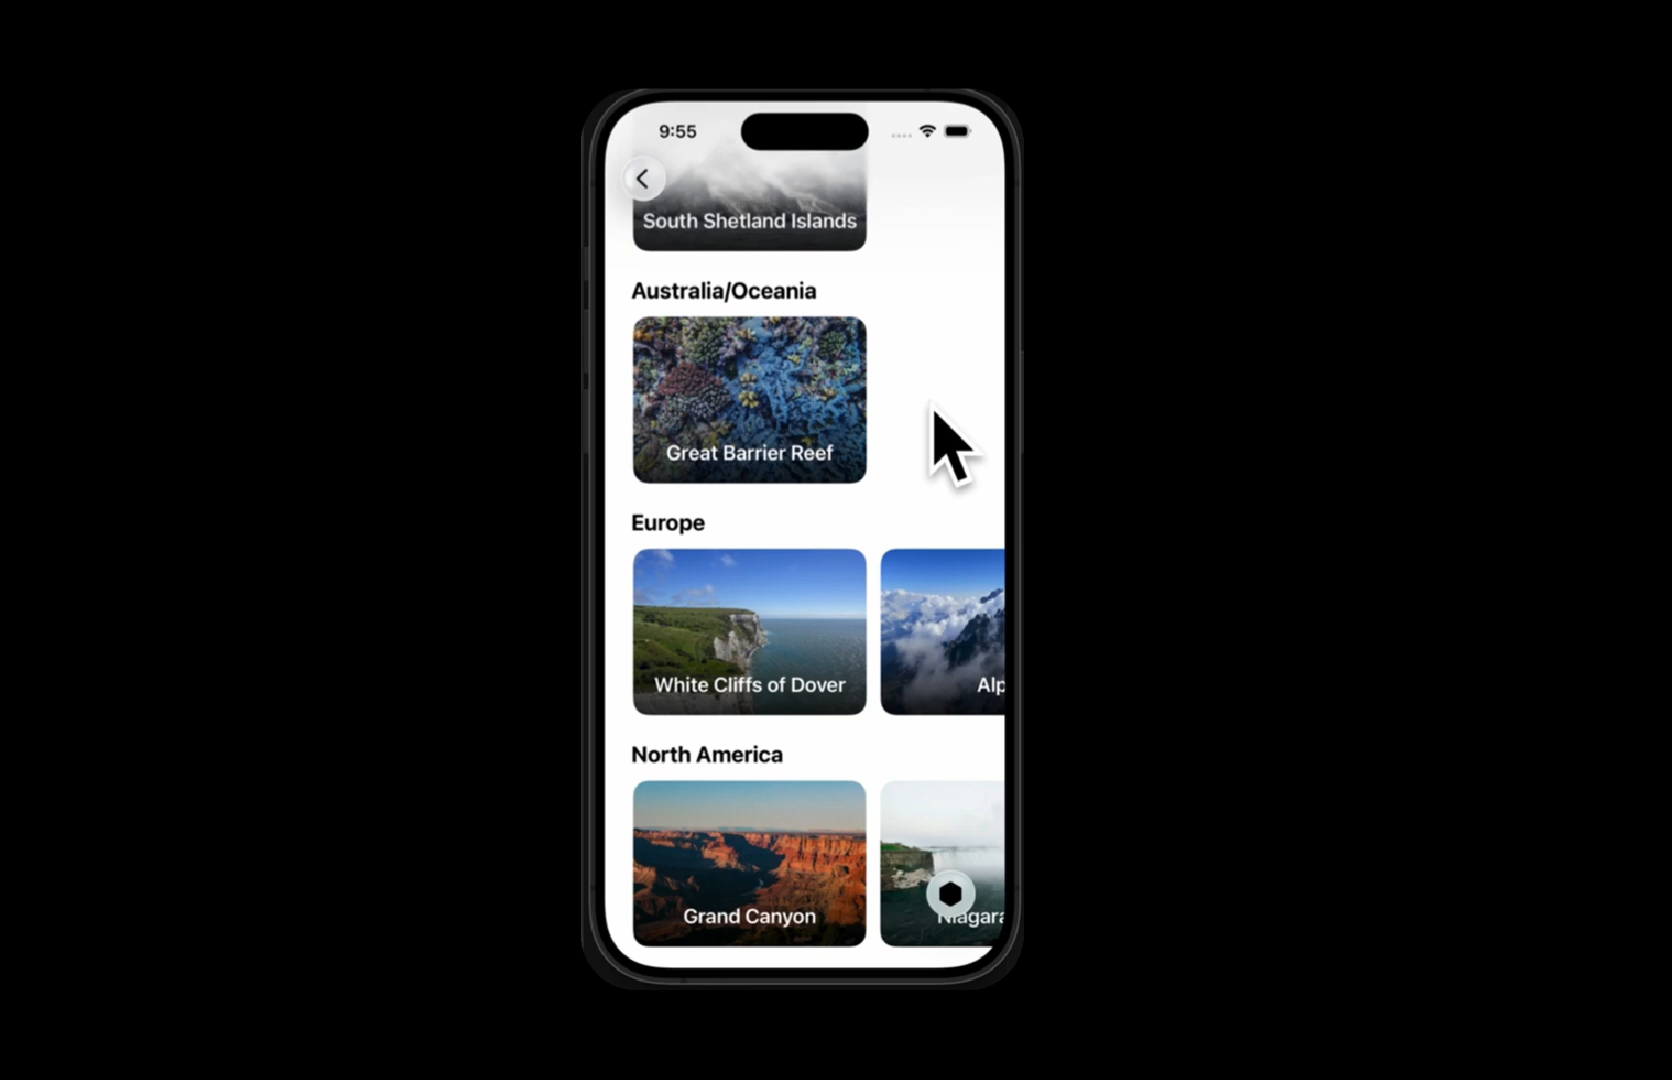 9:55
South Shetland Islands
Australia/Oceania
Great Barrier Reef
Europe
White Cliffs of Dover
Alp
North America
Grand Canyon
Niagara